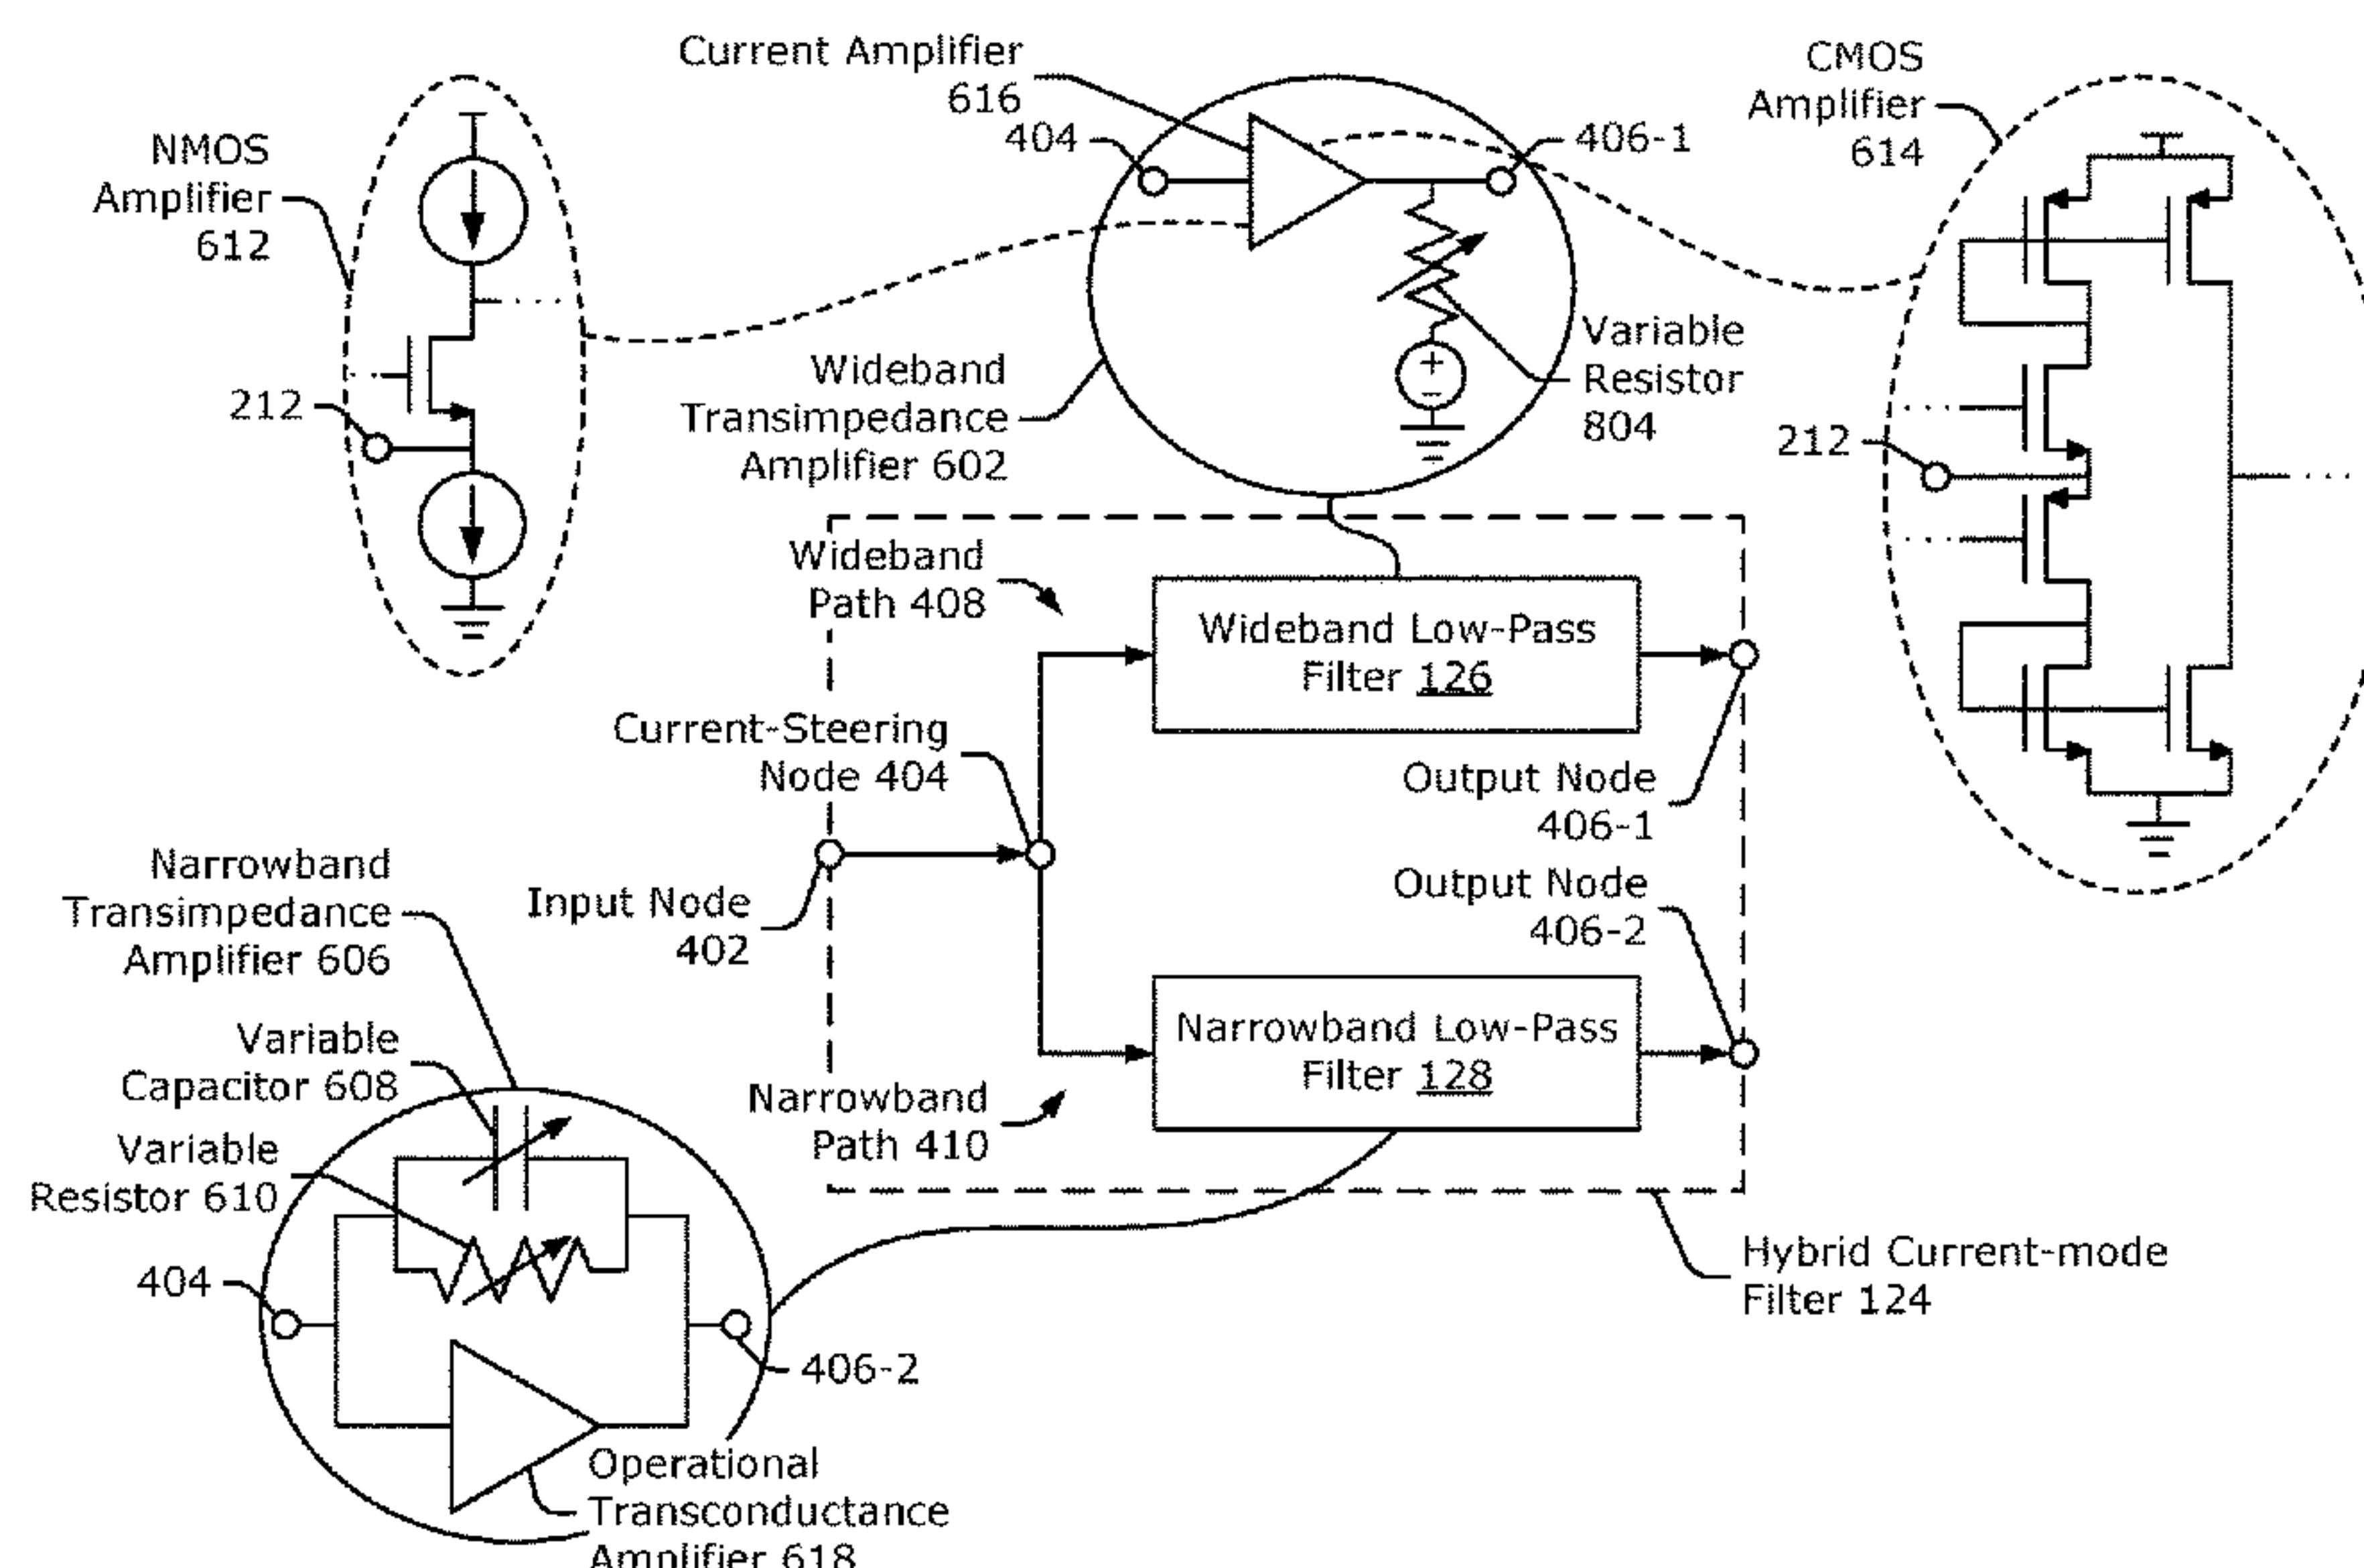 Current Amplifier
616
404
406-1
CMOS
Amplifier
614
NMOS
Amplifier
612
212
Wideband
Transimpedance
Amplifier 602
+
−
Variable
Resistor
804
212
Wideband
Path 408
Wideband Low-Pass
Filter 126
Current-Steering
Node 404
Output Node
406-1
Input Node
402
Output Node
406-2
Narrowband
Transimpedance
Amplifier 606
Narrowband Low-Pass
Filter 128
Narrowband
Path 410
Variable
Capacitor 608
Variable
Resistor 610
404
406-2
Hybrid Current-mode
Filter 124
Operational
Transconductance
Amplifier 618